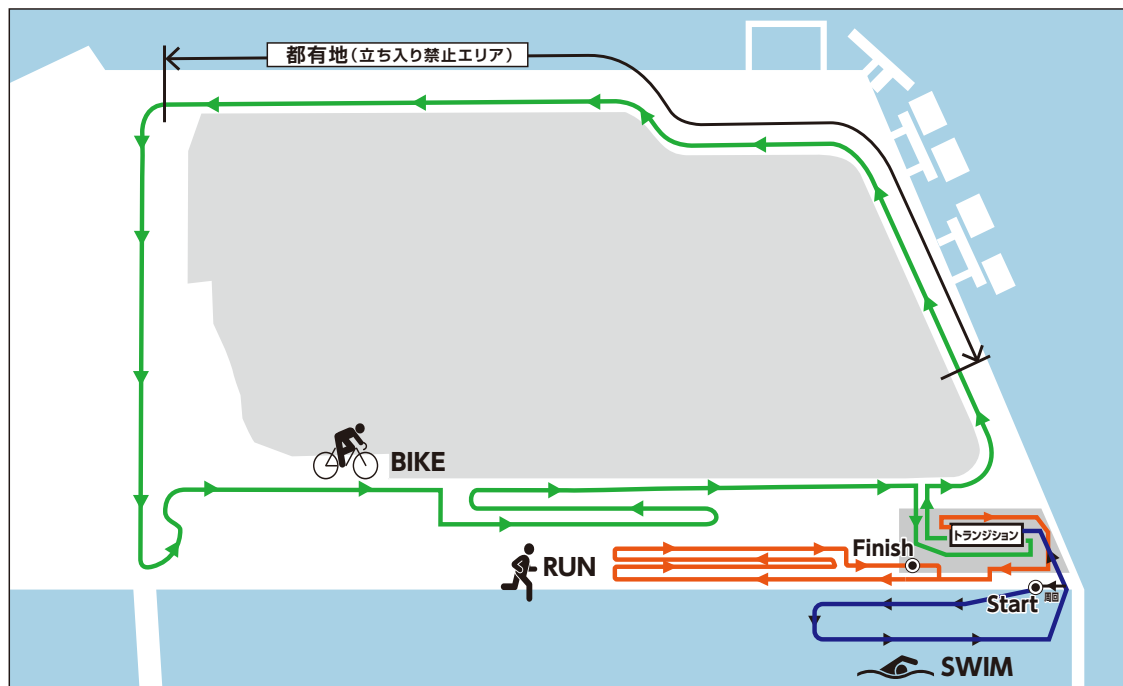 都有地（立ち入り禁止エリア）
BIKE
トランジション
Finish
RUN
Start
周回
SWIM